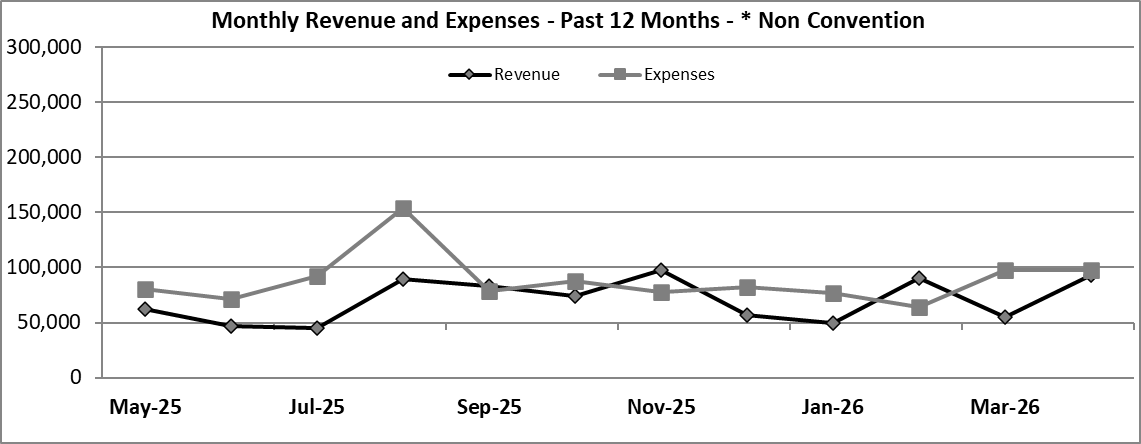 Monthly Revenue and Expenses - Past 12 Months - * Non Convention
300,000
Revenue Expenses
250,000
200,000
150,000
100,000
50,000
0
May-25 Jul-25 Sep-25 Nov-25 Jan-26 Mar-26